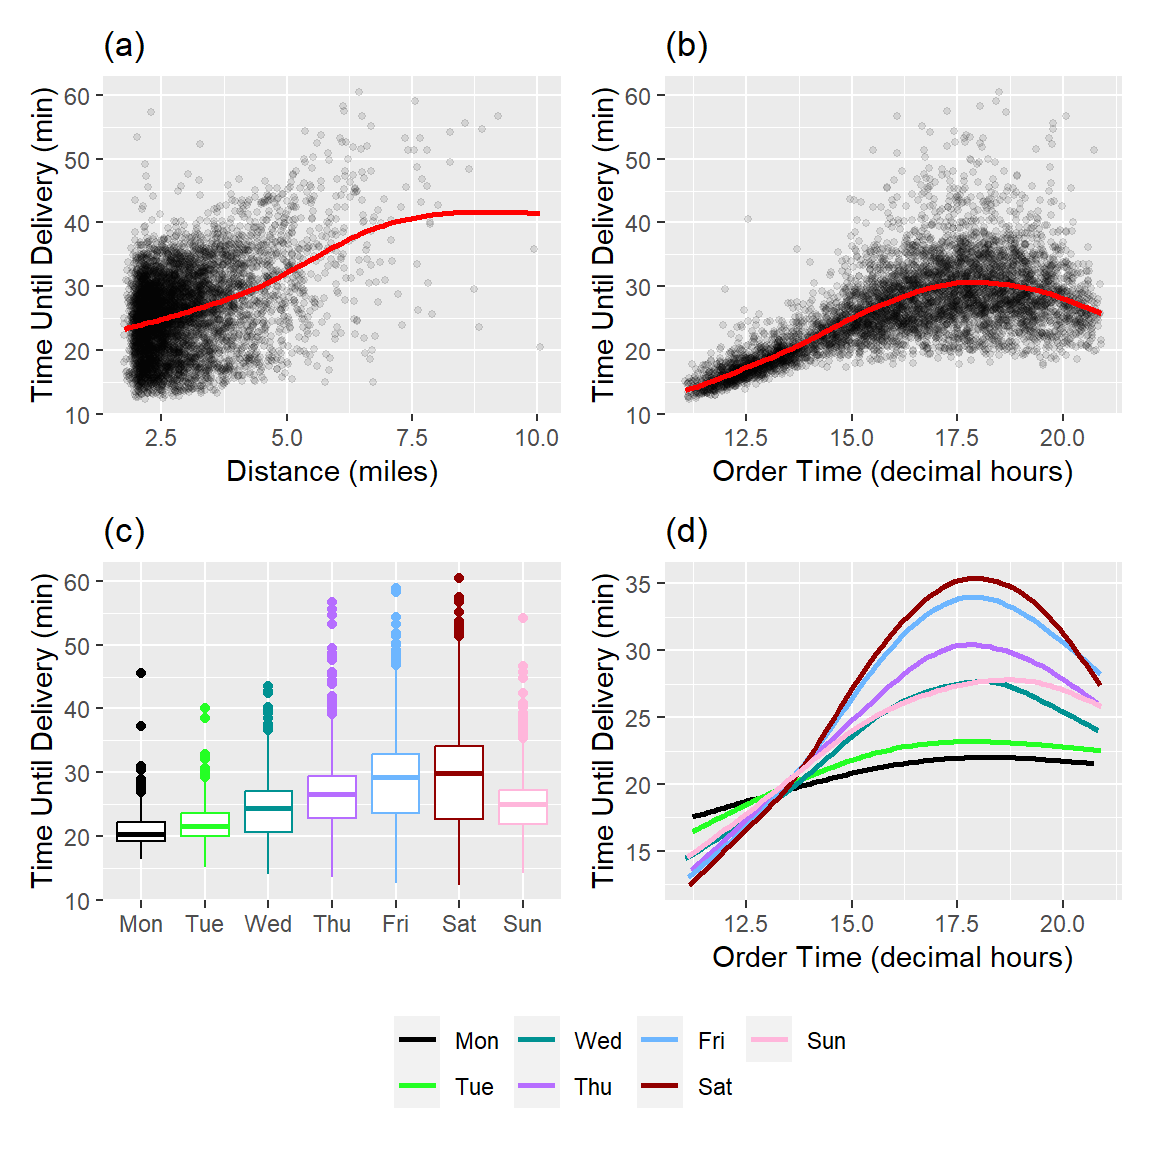 (a)
Time Until Delivery (min)
60
50
40
30
20
10
2.5 5.0 7.5 10.0
Distance (miles)
(b)
Time Until Delivery (min)
60
50
40
30
20
10
12.5 15.0 17.5 20.0
Order Time (decimal hours)
(c)
Time Until Delivery (min)
60
50
40
30
20
10
Mon Tue Wed Thu Fri Sat Sun
(d)
Time Until Delivery (min)
35
30
25
20
15
12.5 15.0 17.5 20.0
Order Time (decimal hours)
Mon Wed Fri Sun
Tue Thu Sat